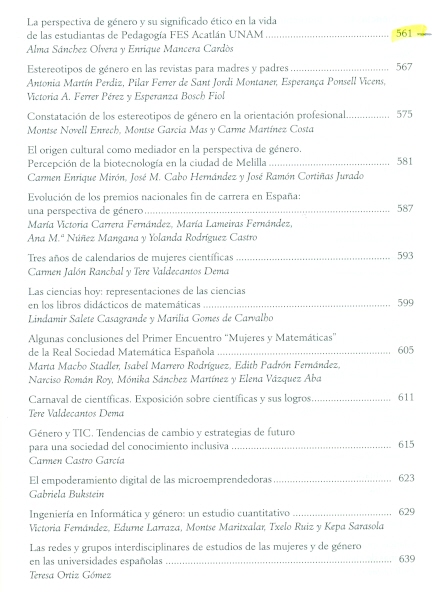 La perspectiva de género y su significado ético en la vida
de las estudiantes de Pedagogía FES Acatlán UNAM ........ 561
Alma Sánchez Olvera y Enrique Mancera Cardós
Estereotipos de género en las revistas para madres y padres ........ 567
Antonia Martín Perdiz, Pilar Ferrer de Sant Jordi Montaner, Esperança Ponsell Vicens,
Victoria A. Ferrer Pérez y Esperanza Bosch Fiol
Constatación de los estereotipos de género en la orientación profesional ........ 575
Montse Novell Enrech, Montse García Mas y Carme Martínez Costa
El origen cultural como mediador en la perspectiva de género.
Percepción de la biotecnología en la ciudad de Melilla ........ 581
Carmen Enrique Mirón, José M. Cabo Hernández y José Ramón Cortiñas Jurado
Evolución de los premios nacionales fin de carrera en España:
una perspectiva de género ........ 587
María Victoria Carrera Fernández, María Lameiras Fernández,
Ana M.ª Núñez Mangana y Yolanda Rodríguez Castro
Tres años de calendarios de mujeres científicas ........ 593
Carmen Jalón Ranchal y Tere Valdecantos Dema
Las ciencias hoy: representaciones de las ciencias
en los libros didácticos de matemáticas ........ 599
Lindamir Salete Casagrande y Marilia Gomes de Carvalho
Algunas conclusiones del Primer Encuentro "Mujeres y Matemáticas"
de la Real Sociedad Matemática Española ........ 605
Marta Macho Stadler, Isabel Marrero Rodríguez, Edith Padrón Fernández,
Narciso Román Roy, Mónika Sánchez Martínez y Elena Vázquez Aba
Carnaval de científicas. Exposición sobre científicas y sus logros ........ 611
Tere Valdecantos Dema
Género y TIC. Tendencias de cambio y estrategias de futuro
para una sociedad del conocimiento inclusiva ........ 615
Carmen Castro García
El empoderamiento digital de las microemprendedoras ........ 623
Gabriela Bukstein
Ingeniería en Informática y género: un estudio cuantitativo ........ 629
Victoria Fernández, Edurne Larraza, Montse Maritxalar, Txelo Ruiz y Kepa Sarasola
Las redes y grupos interdisciplinares de estudios de las mujeres y de género
en las universidades españolas ........ 639
Teresa Ortiz Gómez